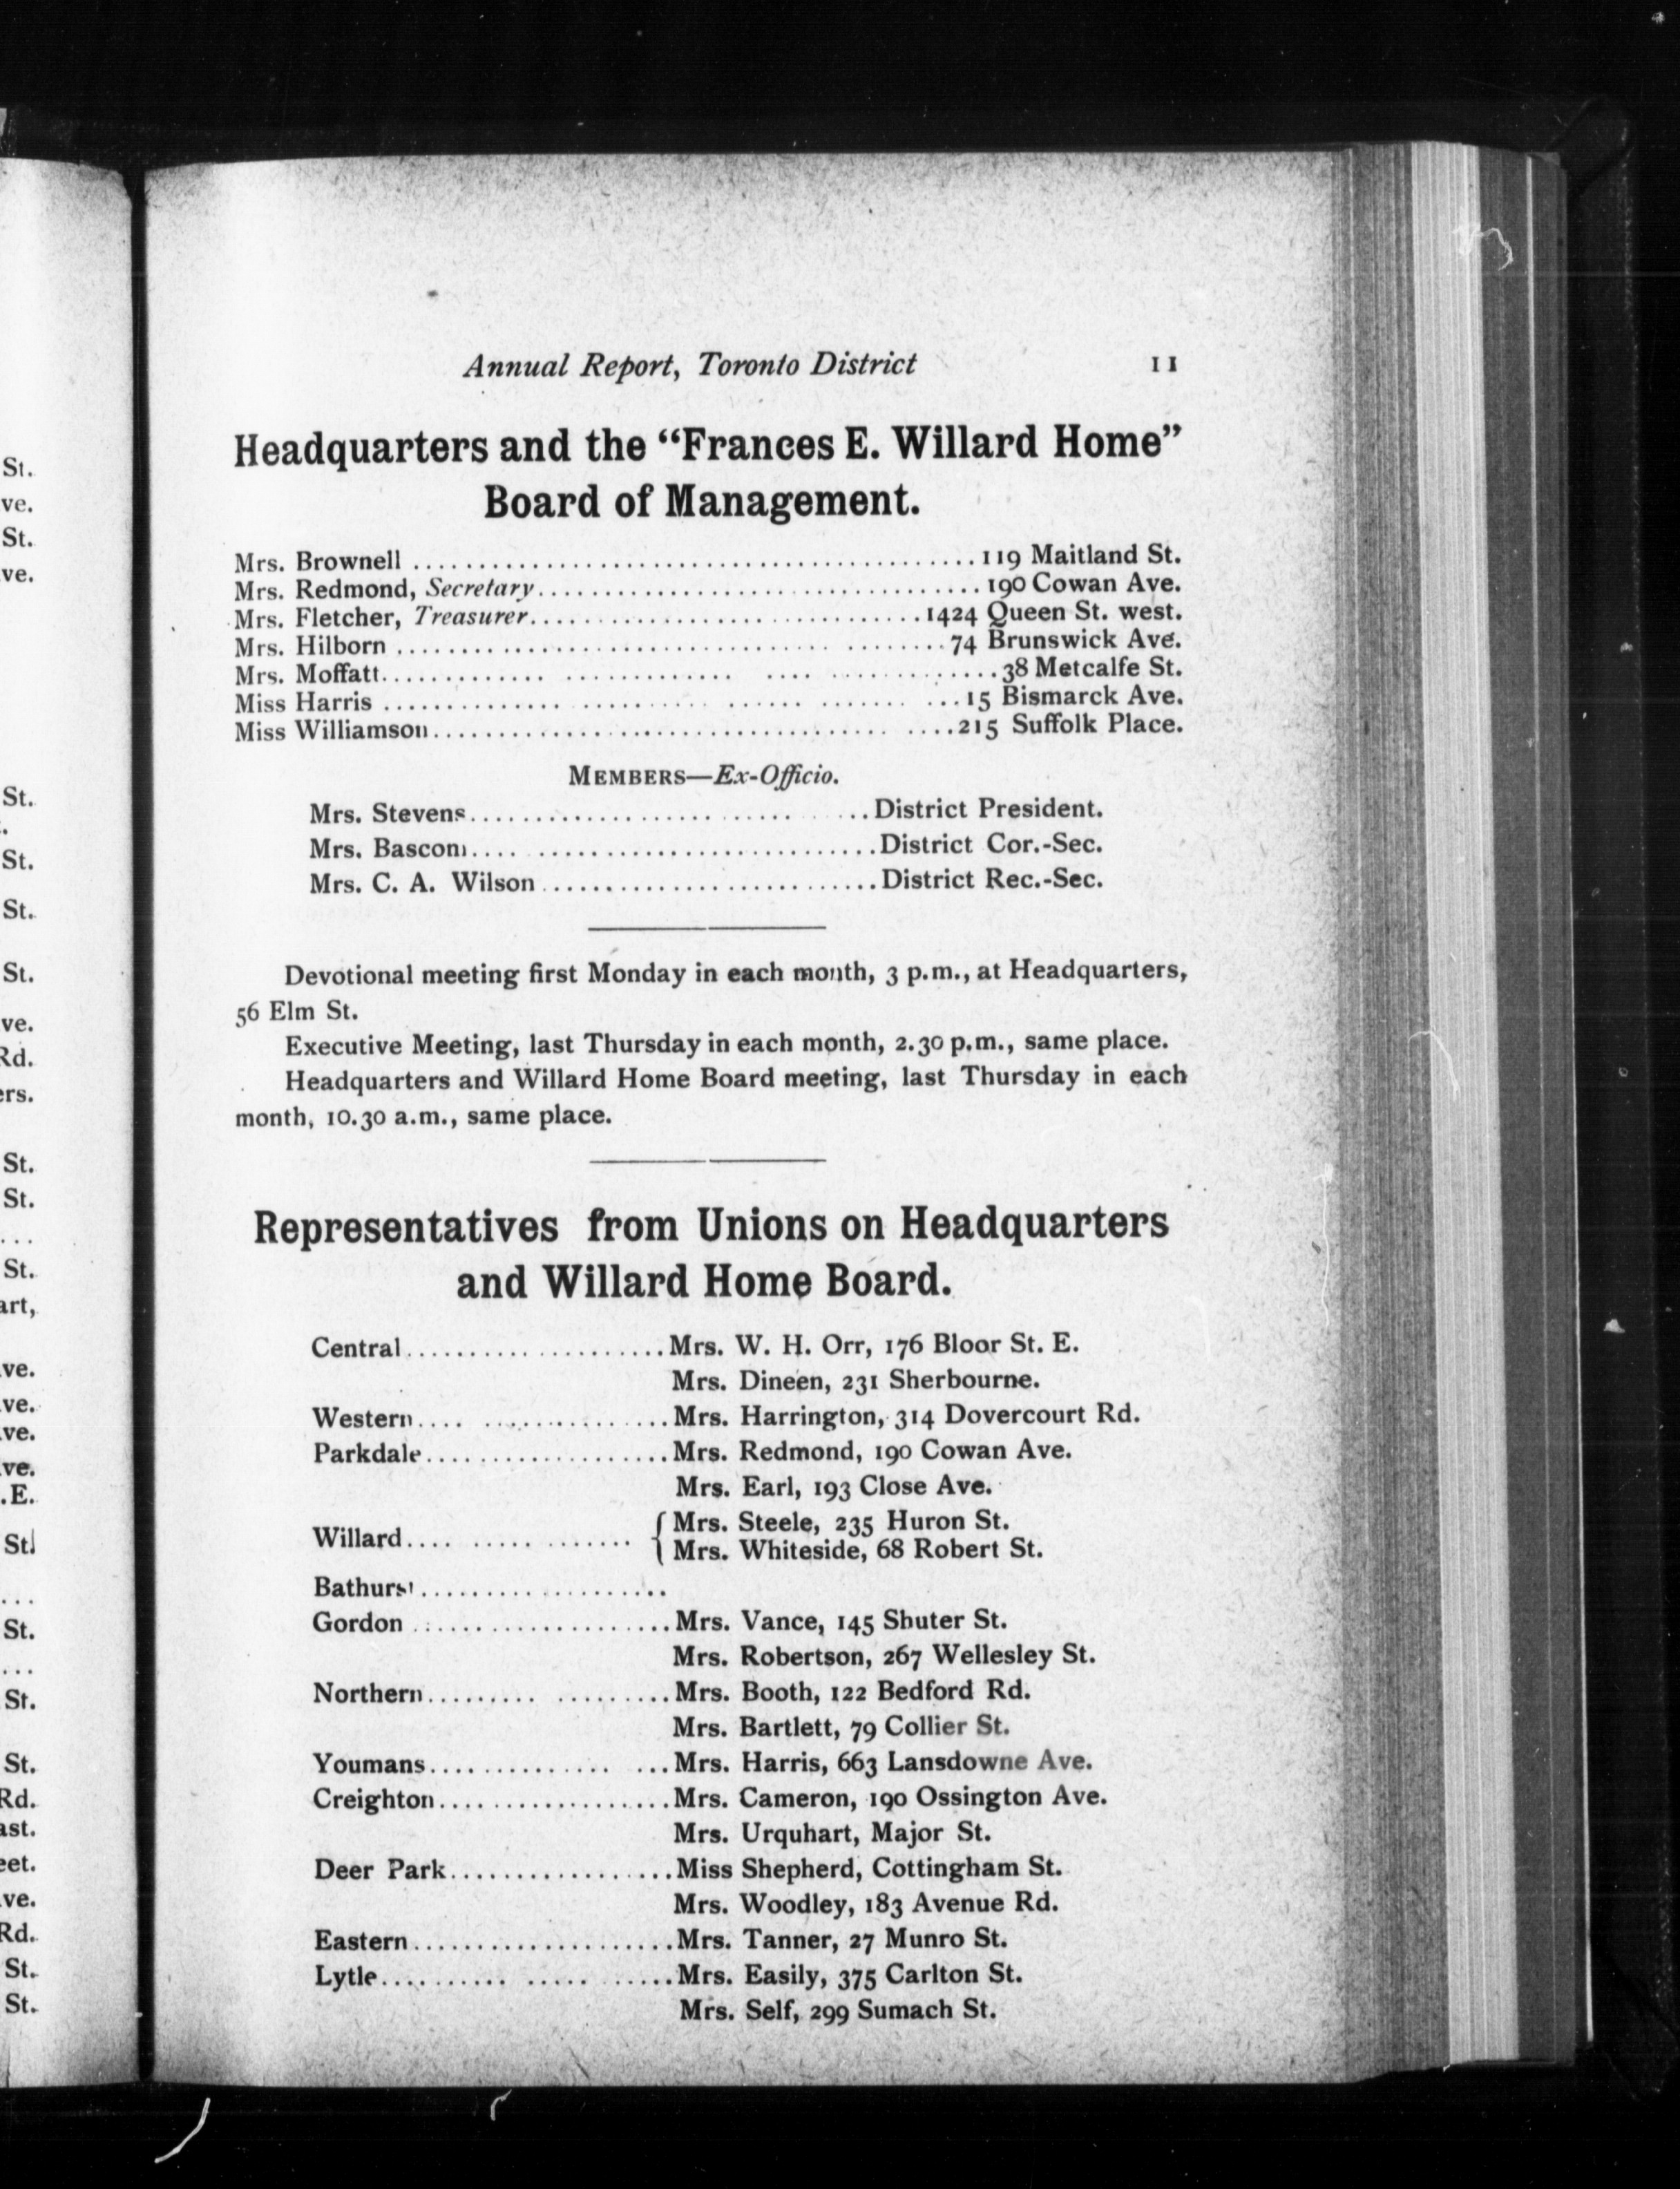 Annual Report, Toronto District 11
Headquarters and the “Frances E. Willard Home”
Board of Management.
Mrs. Brownell ........................................ 119 Maitland St.
Mrs. Redmond, Secretary.................................. 190 Cowan Ave.
Mrs. Fletcher, Treasurer..............................1424 Queen St. west.
Mrs. Hilborn ........................................74 Brunswick Ave.
Mrs. Moffatt........................................38 Metcalfe St.
Miss Harris ........................................15 Bismarck Ave.
Miss Williamson........................................215 Suffolk Place.
MEMBERS—Ex-Officio.
Mrs. Stevens..............................District President.
Mrs. Bascom..............................District Cor.-Sec.
Mrs. C. A. Wilson..........................District Rec.-Sec.
Devotional meeting first Monday in each month, 3 p.m., at Headquarters,
56 Elm St.
Executive Meeting, last Thursday in each month, 2.30 p.m., same place.
Headquarters and Willard Home Board meeting, last Thursday in each
month, 10.30 a.m., same place.
Representatives from Unions on Headquarters
and Willard Home Board.
Central....................Mrs. W. H. Orr, 176 Bloor St. E.
Mrs. Dineen, 231 Sherbourne.
Western....................Mrs. Harrington, 314 Dovercourt Rd.
Parkdale...................Mrs. Redmond, 190 Cowan Ave.
Mrs. Earl, 193 Close Ave.
Willard.................. { Mrs. Steele, 235 Huron St.
Mrs. Whiteside, 68 Robert St.
Bathurst...................
Gordon ....................Mrs. Vance, 145 Shuter St.
Mrs. Robertson, 267 Wellesley St.
Northern...................Mrs. Booth, 122 Bedford Rd.
Mrs. Bartlett, 79 Collier St.
Youmans...................Mrs. Harris, 663 Lansdowne Ave.
Creighton..................Mrs. Cameron, 190 Ossington Ave.
Mrs. Urquhart, Major St.
Deer Park.................Miss Shepherd, Cottingham St.
Mrs. Woodley, 183 Avenue Rd.
Eastern....................Mrs. Tanner, 27 Munro St.
Lytle......................Mrs. Easily, 375 Carlton St.
Mrs. Self, 299 Sumach St.